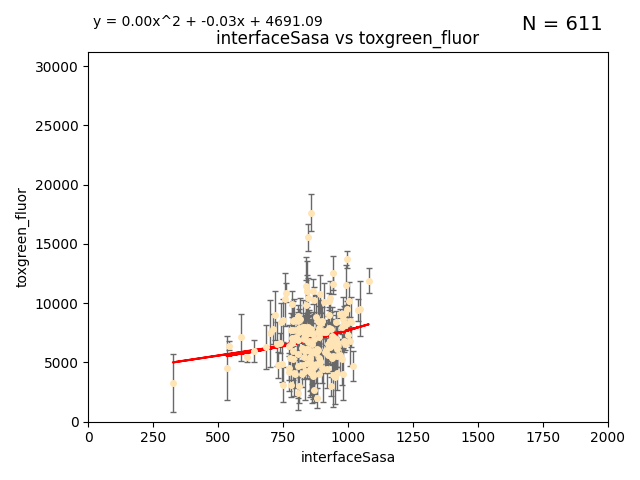 y = 0.00x^2 + -0.03x + 4691.09
N = 611
interfaceSasa vs toxgreen_fluor
30000
25000
20000
15000
10000
5000
0
toxgreen_fluor
0 250 500 750 1000 1250 1500 1750 2000
interfaceSasa